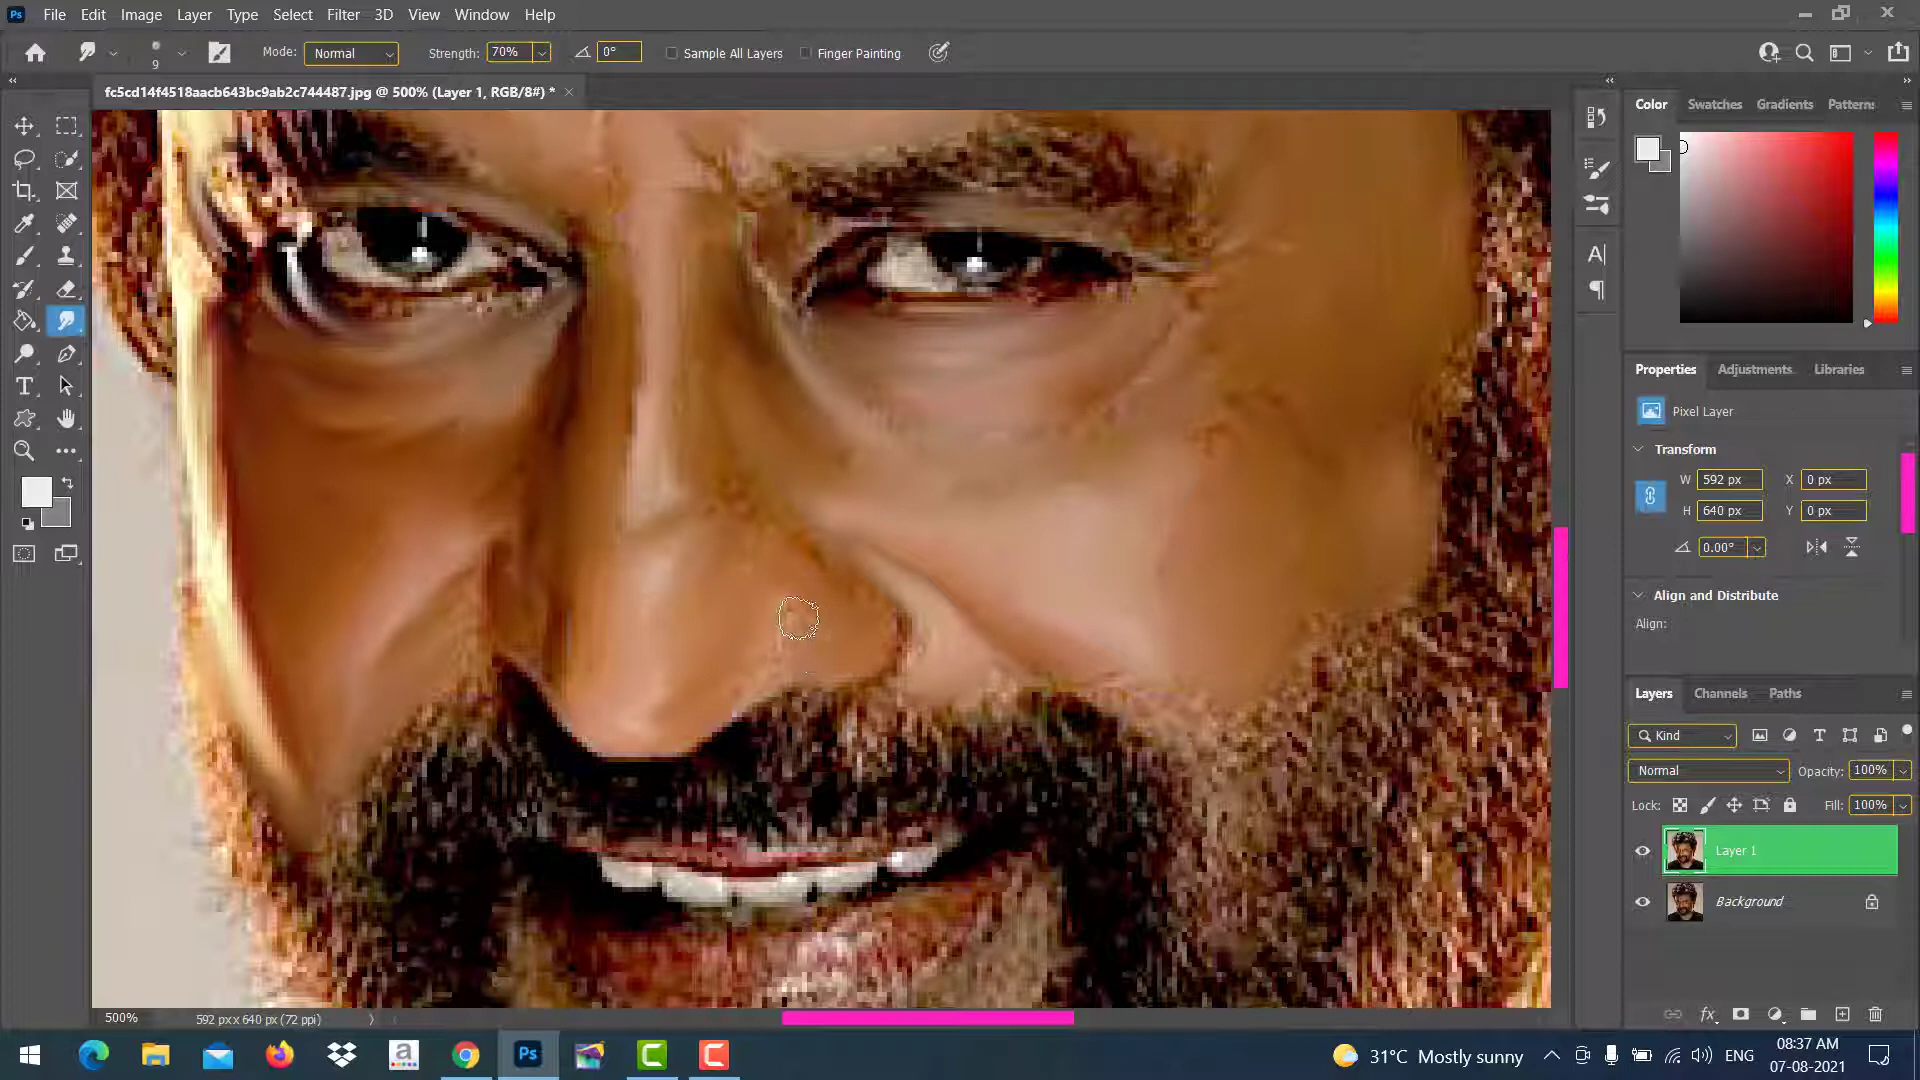 Ps File Edit Image Layer Type Select Filter 3D View Window Help
9 Mode: Normal Strength: 70% 0° Sample All Layers Finger Painting
fc5cd14f4518aacb643bc9ab2c744487.jpg @ 500% (Layer 1, RGB/8#) * ×
Color Swatches Gradients Patterns
Properties Adjustments Libraries
Pixel Layer
Transform
W 592 px X 0 px
H 640 px Y 0 px
0.00°
Align and Distribute
Align:
Layers Channels Paths
Kind
Normal Opacity: 100%
Lock: Fill: 100%
Layer 1
Background
500% 592 px x 640 px (72 ppi)
a Ps C C 31°C Mostly sunny ENG 08:37 AM
07-08-2021